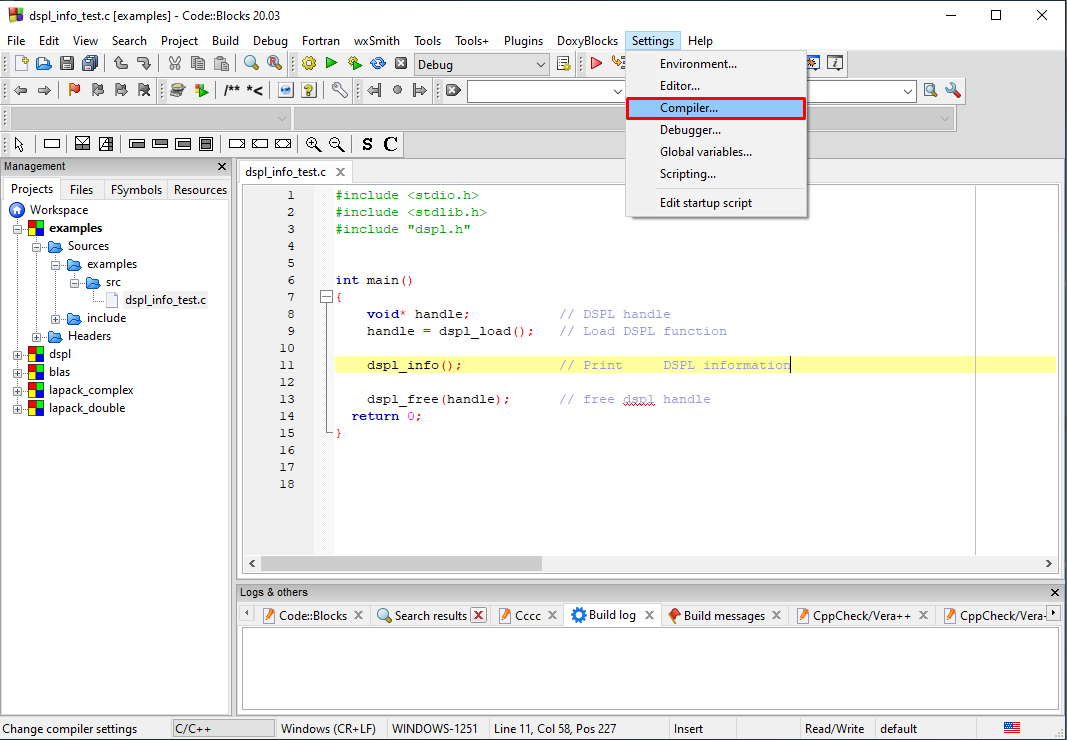 dspl_info_test.c [examples] - Code::Blocks 20.03
File Edit View Search Project Build Debug Fortran wxSmith Tools Tools+ Plugins DoxyBlocks Settings Help
Debug
/** *<
S C
Environment...
Editor...
Compiler...
Debugger...
Global variables...
Scripting...
Edit startup script
Management
Projects Files FSymbols Resources
Workspace
examples
Sources
examples
src
dspl_info_test.c
include
Headers
dspl
blas
lapack_complex
lapack_double
dspl_info_test.c
1 #include <stdio.h>
2 #include <stdlib.h>
3 #include "dspl.h"
4
5
6 int main()
7 {
8 void* handle; // DSPL handle
9 handle = dspl_load(); // Load DSPL function
10
11 dspl_info(); // Print DSPL information
12
13 dspl_free(handle); // free dspl handle
14 return 0;
15 }
16
17
18
Logs & others
Code::Blocks Search results Cccc Build log Build messages CppCheck/Vera++ CppCheck/Vera-
Change compiler settings C/C++ Windows (CR+LF) WINDOWS-1251 Line 11, Col 58, Pos 227 Insert Read/Write default